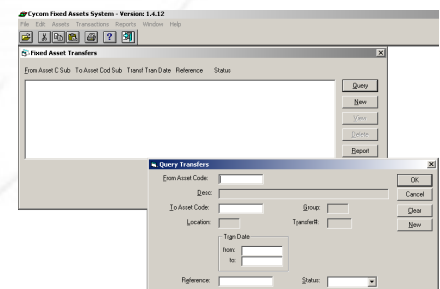 Cycom Fixed Assets System - Version: 1.4.12
File Edit Assets Transactions Reports Window Help
Fixed Asset Transfers
From Asset C Sub To Asset Cod Sub Transf Tran Date Reference Status
Query
New
View
Delete
Report
Query Transfers
From Asset Code: OK
Desc: Cancel
To Asset Code: Group: Clear
Location: Transfer#: New
Tran Date
from:
to:
Reference: Status: